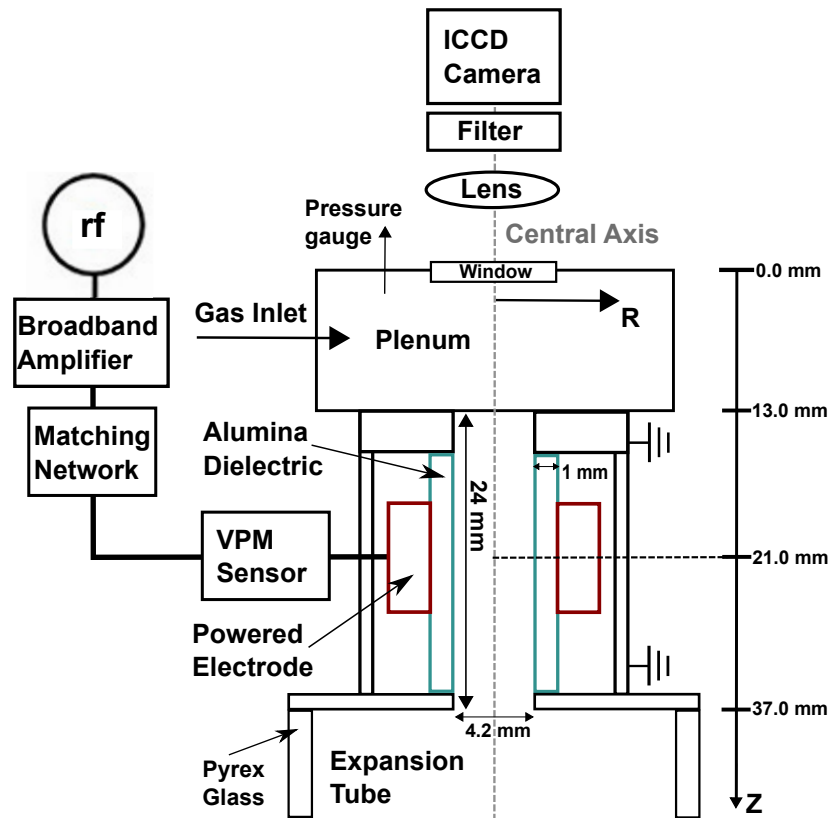 ICCD
Camera
Filter
Lens
rf
Pressure
gauge
Central Axis
Window
0.0 mm
Broadband
Amplifier
Gas Inlet
R
Plenum
Matching
Network
Alumina
Dielectric
13.0 mm
1 mm
24 mm
VPM
Sensor
21.0 mm
Powered
Electrode
37.0 mm
4.2 mm
Pyrex
Glass
Expansion
Tube
Z